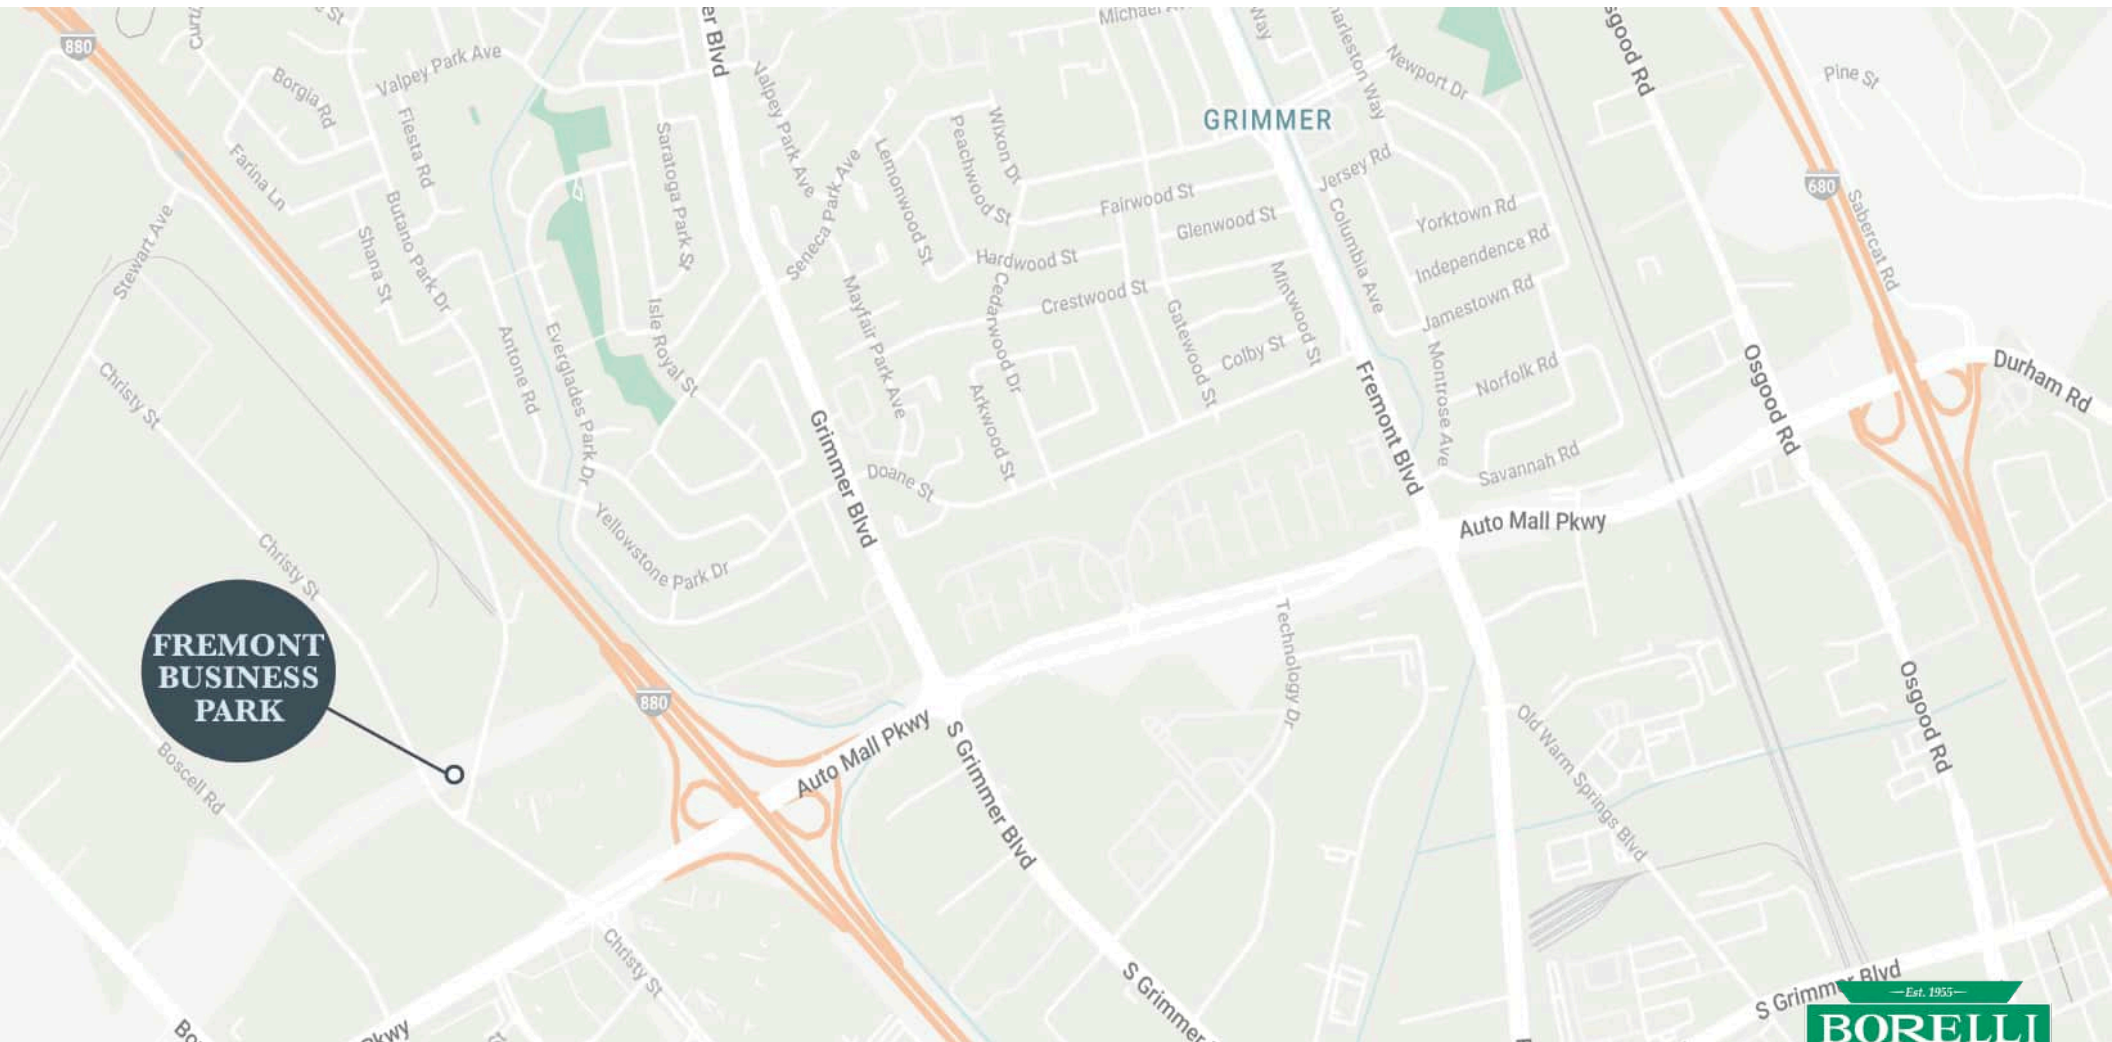 880
Valpey Park Ave
Borgia Rd
Fiesta Rd
Farina Ln
Butano Park Dr
Shana St
Stewart Ave
Christy St
Antone Rd
Everglades Park Dr
Saratoga Park St
Isle Royal St
er Blvd
Valpey Park Ave
Seneca Park Ave
Lemonwood St
Peachwood St
Wixon Dr
Mayfair Park Ave
Hardwood St
Cedarwood Dr
Crestwood St
Arkwood St
Fairwood St
Glenwood St
Gatewood St
Colby St
Mintwood St
GRIMMER
Way
arleston Way
Newport Dr
Jersey Rd
Columbia Ave
Yorktown Rd
Independence Rd
Jamestown Rd
Norfolk Rd
Montrose Ave
Savannah Rd
sgood Rd
Pine St
680
Sabercat Rd
Durham Rd
Osgood Rd
Fremont Blvd
Auto Mall Pkwy
Grimmer Blvd
Doane St
Yellowstone Park Dr
Christy St
FREMONT
BUSINESS
PARK
Boscell Rd
880
Auto Mall Pkwy
S Grimmer Blvd
Technology Dr
Old Warm Springs Blvd
Osgood Rd
Christy St
S Grimmer
S Grimmer Blvd
Pkwy
Est. 1955
BORELLI